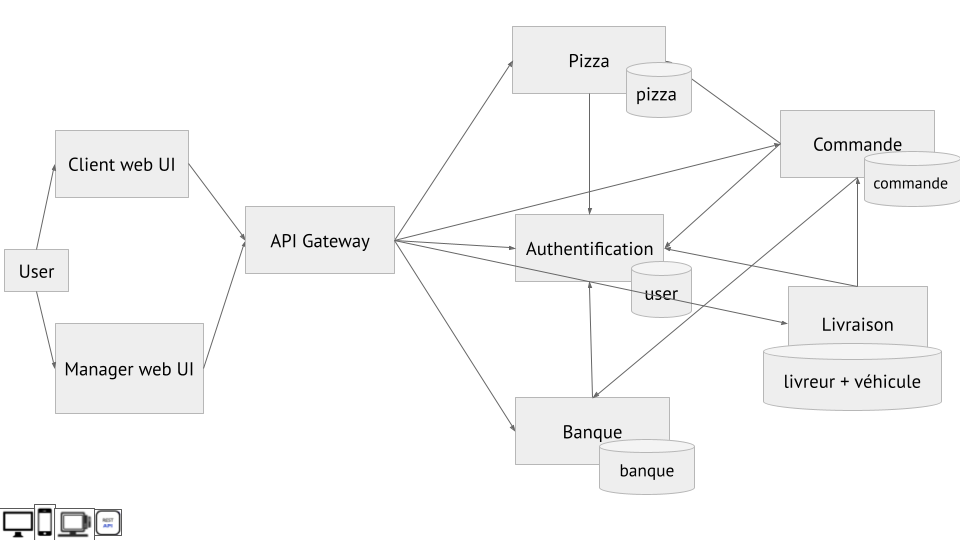 Pizza
pizza
Client web UI
Commande
commande
API Gateway
Authentification
User
user
Livraison
Manager web UI
livreur + véhicule
Banque
banque
REST
API